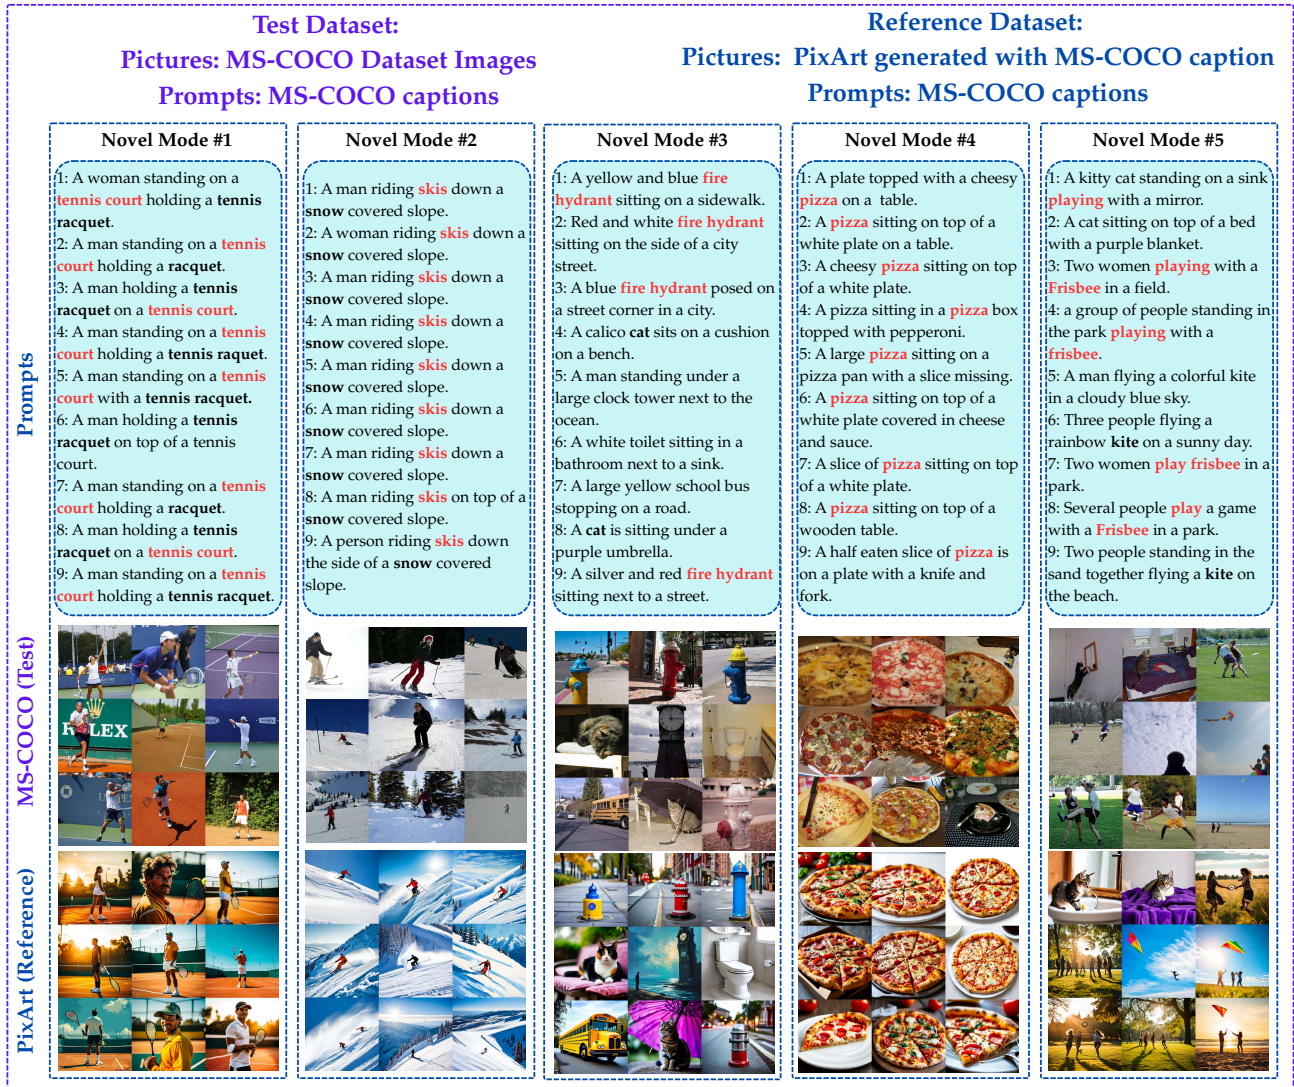 Test Dataset:
Pictures: MS-COCO Dataset Images
Prompts: MS-COCO captions
Reference Dataset:
Pictures: PixArt generated with MS-COCO caption
Prompts: MS-COCO captions
Prompts
Novel Mode #1
1: A woman standing on a
tennis court holding a tennis
racquet.
2: A man standing on a tennis
court holding a racquet.
3: A man holding a tennis
racquet on a tennis court.
4: A man standing on a tennis
court holding a tennis raquet.
5: A man standing on a tennis
court with a tennis racquet.
6: A man holding a tennis
racquet on top of a tennis
court.
7: A man standing on a tennis
court holding a racquet.
8: A man holding a tennis
racquet on a tennis court.
9: A man standing on a tennis
court holding a tennis racquet.
Novel Mode #2
1: A man riding skis down a
snow covered slope.
2: A woman riding skis down a
snow covered slope.
3: A man riding skis down a
snow covered slope.
4: A man riding skis down a
snow covered slope.
5: A man riding skis down a
snow covered slope.
6: A man riding skis down a
snow covered slope.
7: A man riding skis down a
snow covered slope.
8: A man riding skis on top of a
snow covered slope.
9: A person riding skis down
the side of a snow covered
slope.
Novel Mode #3
1: A yellow and blue fire
hydrant sitting on a sidewalk.
2: Red and white fire hydrant
sitting on the side of a city
street.
3: A blue fire hydrant posed on
a street corner in a city.
4: A calico cat sits on a cushion
on a bench.
5: A man standing under a
large clock tower next to the
ocean.
6: A white toilet sitting in a
bathroom next to a sink.
7: A large yellow school bus
stopping on a road.
8: A cat is sitting under a
purple umbrella.
9: A silver and red fire hydrant
sitting next to a street.
Novel Mode #4
1: A plate topped with a cheesy
pizza on a table.
2: A pizza sitting on top of a
white plate on a table.
3: A cheesy pizza sitting on top
of a white plate.
4: A pizza sitting in a pizza box
topped with pepperoni.
5: A large pizza sitting on a
pizza pan with a slice missing.
6: A pizza sitting on top of a
white plate covered in cheese
and sauce.
7: A slice of pizza sitting on top
of a white plate.
8: A pizza sitting on top of a
wooden table.
9: A half eaten slice of pizza is
on a plate with a knife and
fork.
Novel Mode #5
1: A kitty cat standing on a sink
playing with a mirror.
2: A cat sitting on top of a bed
with a purple blanket.
3: Two women playing with a
Frisbee in a field.
4: a group of people standing in
the park playing with a
frisbee.
5: A man flying a colorful kite
in a cloudy blue sky.
6: Three people flying a
rainbow kite on a sunny day.
7: Two women play frisbee in a
park.
8: Several people play a game
with a Frisbee in a park.
9: Two people standing in the
sand together flying a kite on
the beach.
MS-COCO (Test)
PixArt (Reference)